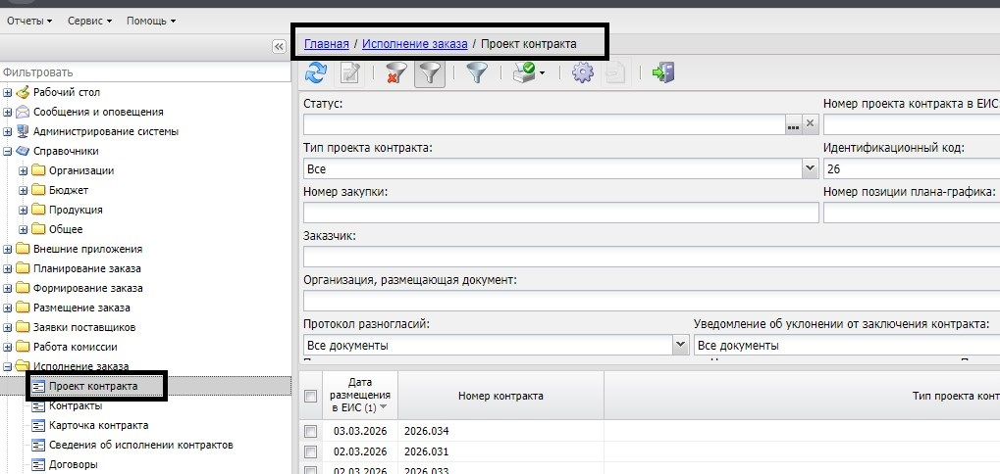 Отчеты Сервис Помощь
Главная / Исполнение заказа / Проект контракта
Фильтровать
Рабочий стол
Сообщения и оповещения
Администрирование системы
Справочники
Организации
Бюджет
Продукция
Общее
Внешние приложения
Планирование заказа
Формирование заказа
Размещение заказа
Заявки поставщиков
Работа комиссии
Исполнение заказа
Проект контракта
Контракты
Карточка контракта
Сведения об исполнении контрактов
Договоры
Статус: Номер проекта контракта в ЕИС:
...
Тип проекта контракта: Идентификационный код:
Все 26
Номер закупки: Номер позиции плана-графика:
Заказчик:
Организация, размещающая документ:
Протокол разногласий: Уведомление об уклонении от заключения контракта:
Все документы Все документы
Дата размещения в ЕИС (1) Номер контракта Тип проекта конт
03.03.2026 2026.034
02.03.2026 2026.031
02.03.2026 2026.033